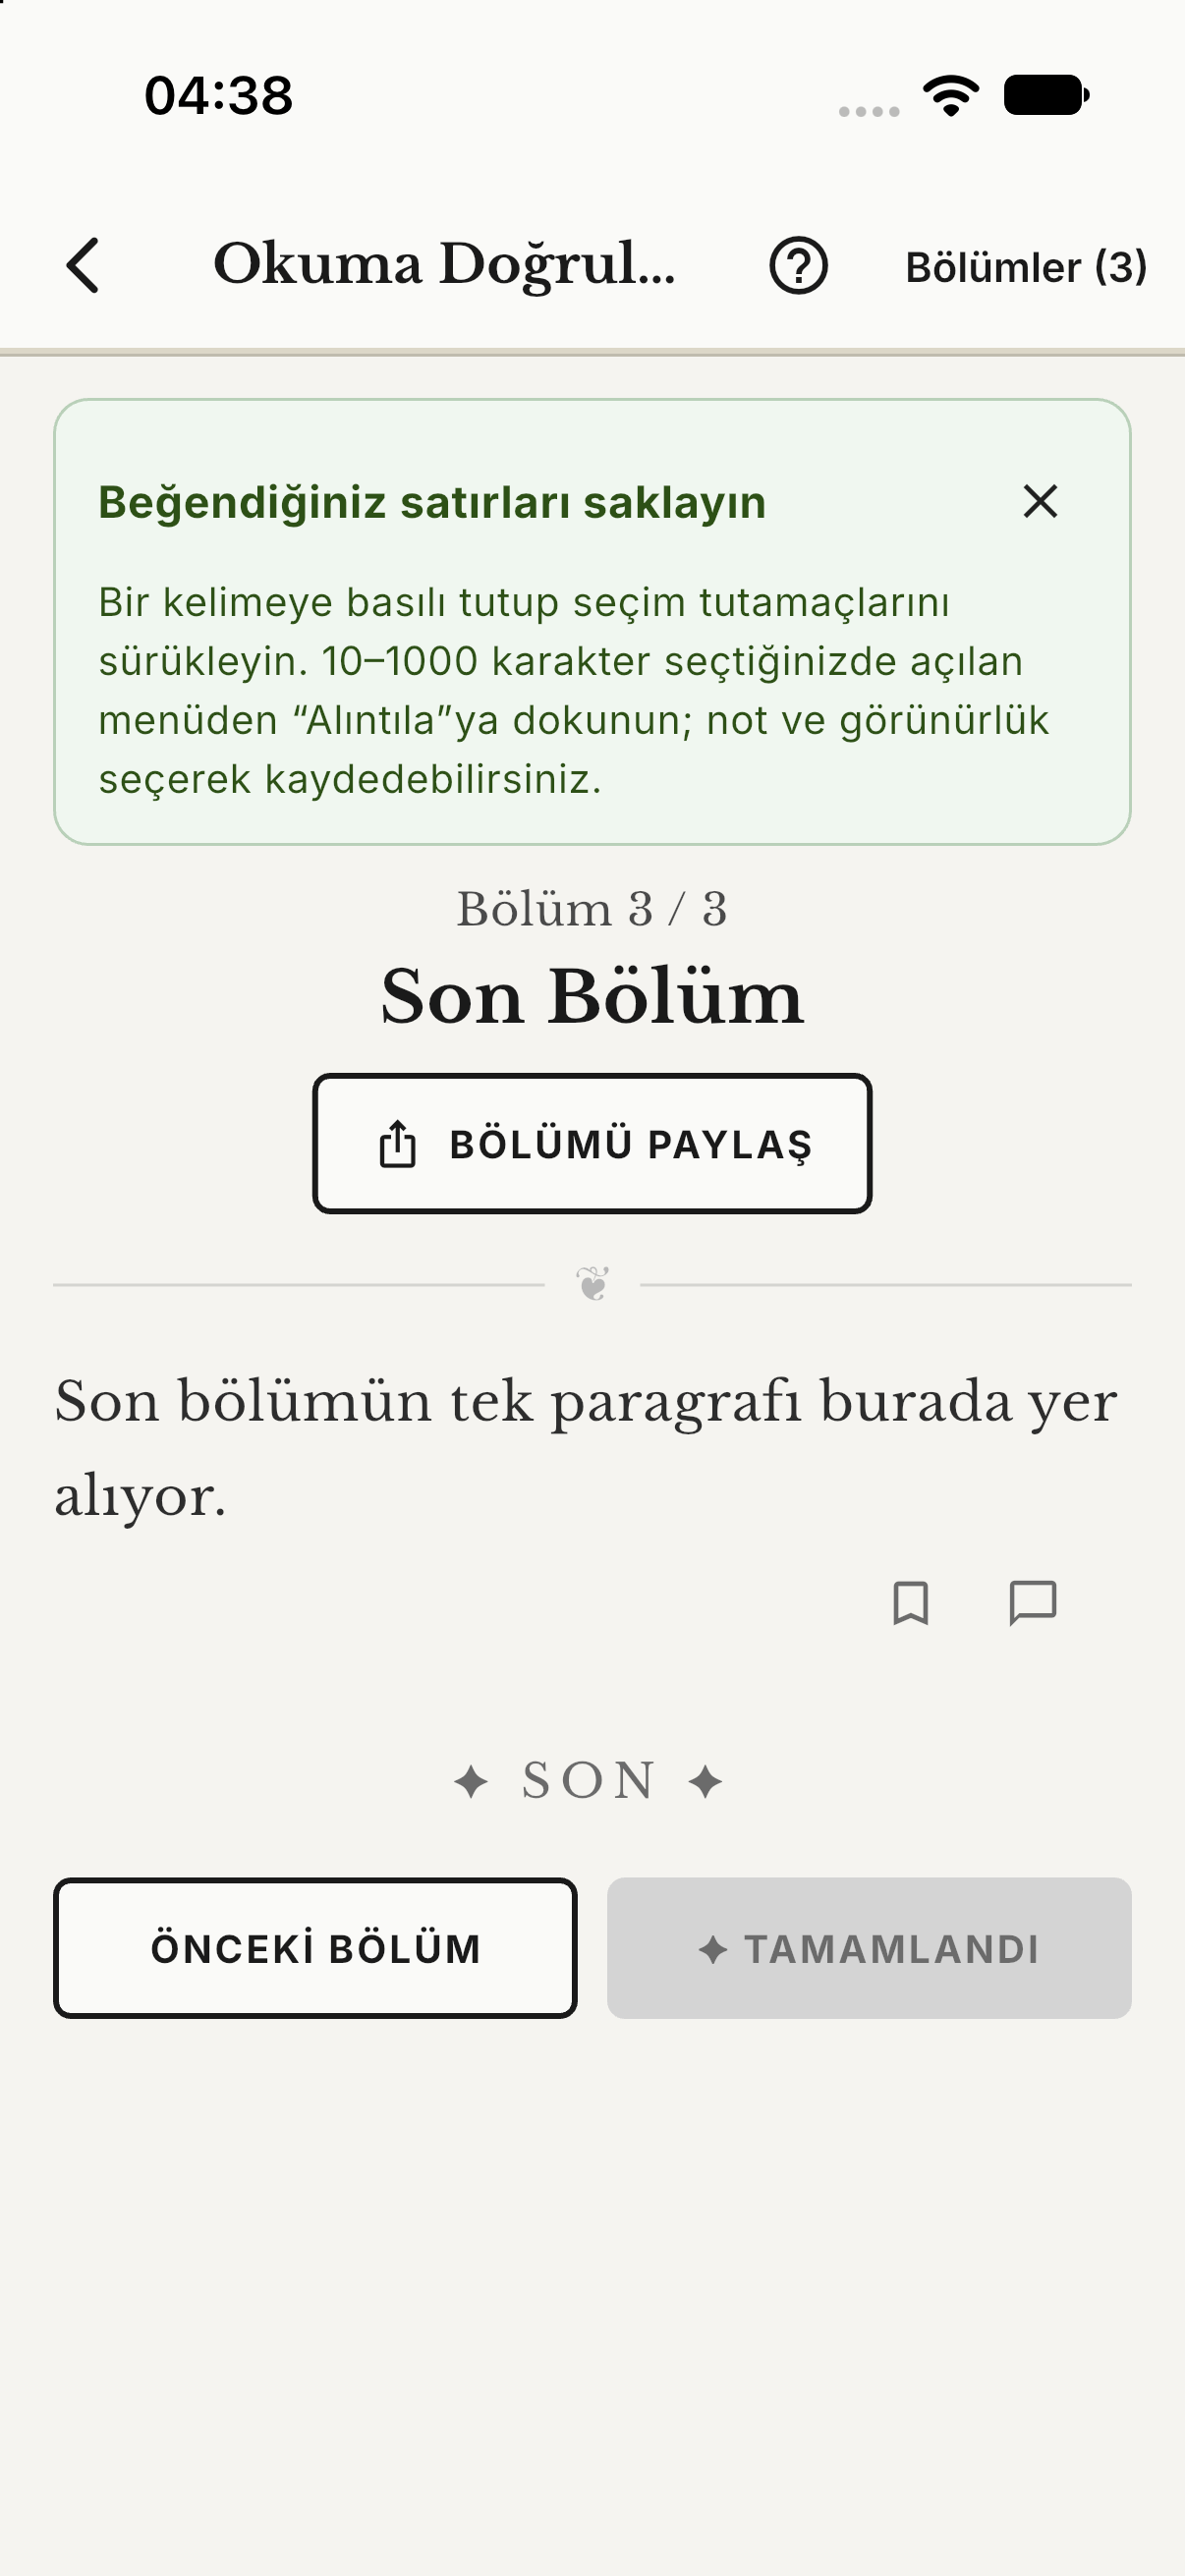 04:38
Okuma Doğrul...
Bölümler (3)
Beğendiğiniz satırları saklayın
Bir kelimeye basılı tutup seçim tutamaçlarını
sürükleyin. 10–1000 karakter seçtiğinizde açılan
menüden “Alıntıla”ya dokunun; not ve görünürlük
seçerek kaydedebilirsiniz.
Bölüm 3 / 3
Son Bölüm
BÖLÜMÜ PAYLAŞ
Son bölümün tek paragrafı burada yer
alıyor.
✦ SON ✦
ÖNCEKİ BÖLÜM
✦ TAMAMLANDI